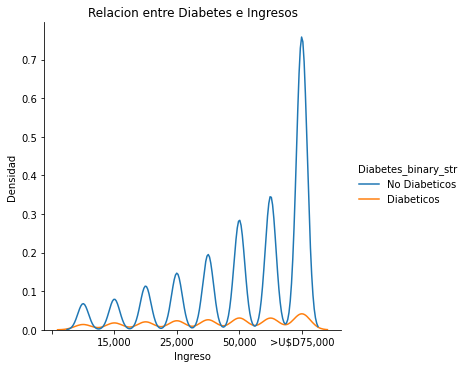 Relacion entre Diabetes e Ingresos
Densidad
0.7
0.6
0.5
0.4
0.3
0.2
0.1
0.0
15,000 25,000 50,000 >U$D75,000
Ingreso
Diabetes_binary_str
No Diabeticos
Diabeticos